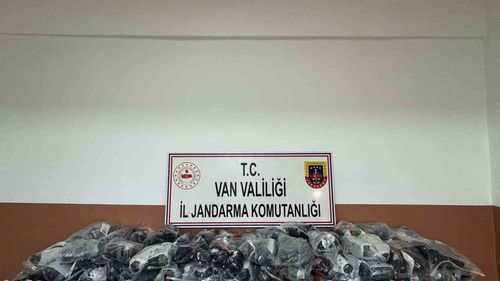 T.C.
VAN VALİLİĞİ
İL JANDARMA KOMUTANLIĞI